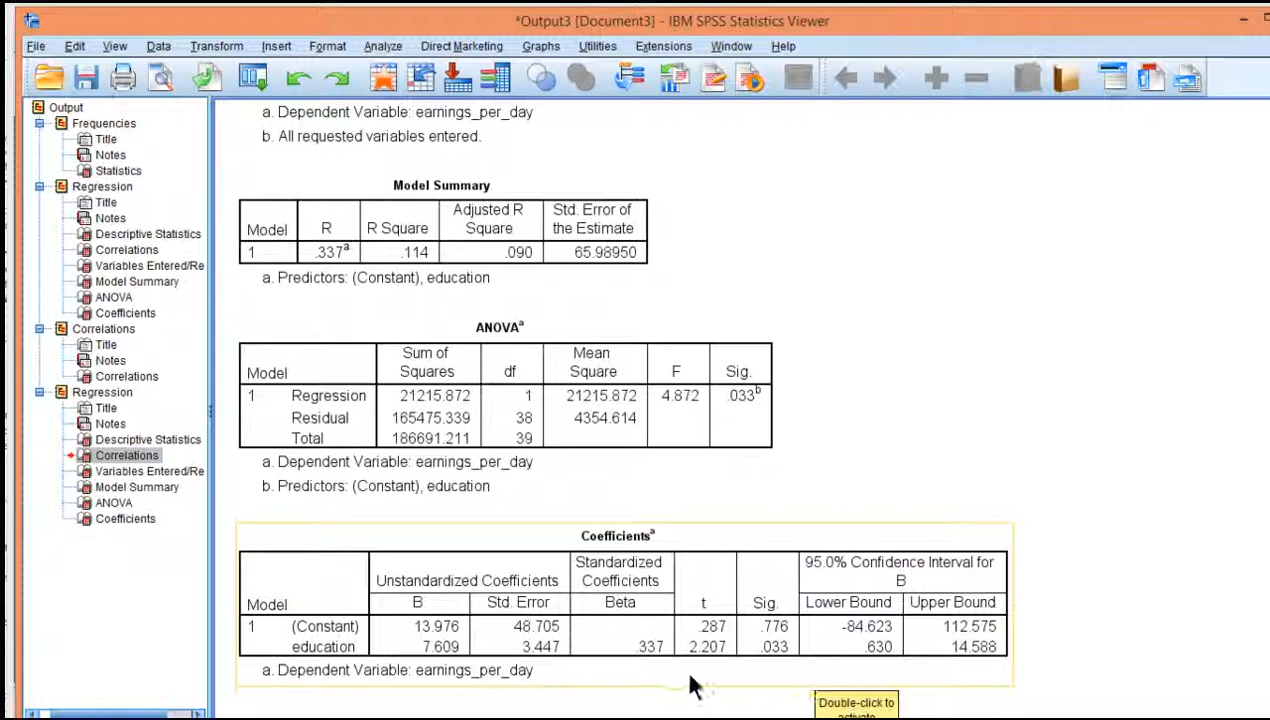 *Output3 [Document3] - IBM SPSS Statistics Viewer
File Edit View Data Transform Insert Format Analyze Direct Marketing Graphs Utilities Extensions Window Help
Output
Frequencies
Title
Notes
Statistics
Regression
Title
Notes
Descriptive Statistics
Correlations
Variables Entered/Re
Model Summary
ANOVA
Coefficients
Correlations
Title
Notes
Correlations
Regression
Title
Notes
Descriptive Statistics
Correlations
Variables Entered/Re
Model Summary
ANOVA
Coefficients
a. Dependent Variable: earnings_per_day
b. All requested variables entered.
Model Summary
Model R R Square Adjusted R Square Std. Error of the Estimate
1 .337a .114 .090 65.98950
a. Predictors: (Constant), education
ANOVAa
Model Sum of Squares df Mean Square F Sig.
1 Regression 21215.872 1 21215.872 4.872 .033b
Residual 165475.339 38 4354.614
Total 186691.211 39
a. Dependent Variable: earnings_per_day
b. Predictors: (Constant), education
Coefficientsa
Unstandardized Coefficients Standardized Coefficients 95.0% Confidence Interval for B
Model B Std. Error Beta t Sig. Lower Bound Upper Bound
1 (Constant) 13.976 48.705 .287 .776 -84.623 112.575
education 7.609 3.447 .337 2.207 .033 .630 14.588
a. Dependent Variable: earnings_per_day
Double-click to
activate